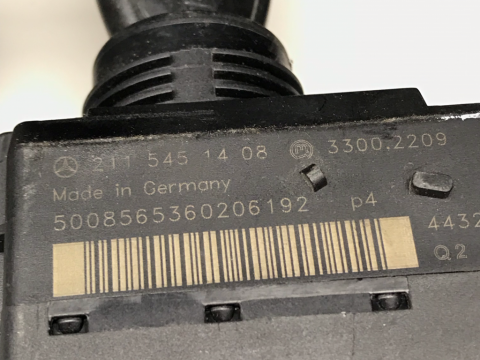 211 545 14 08 3300.2209
Made in Germany
5008565360206192 p4
4432
Q2